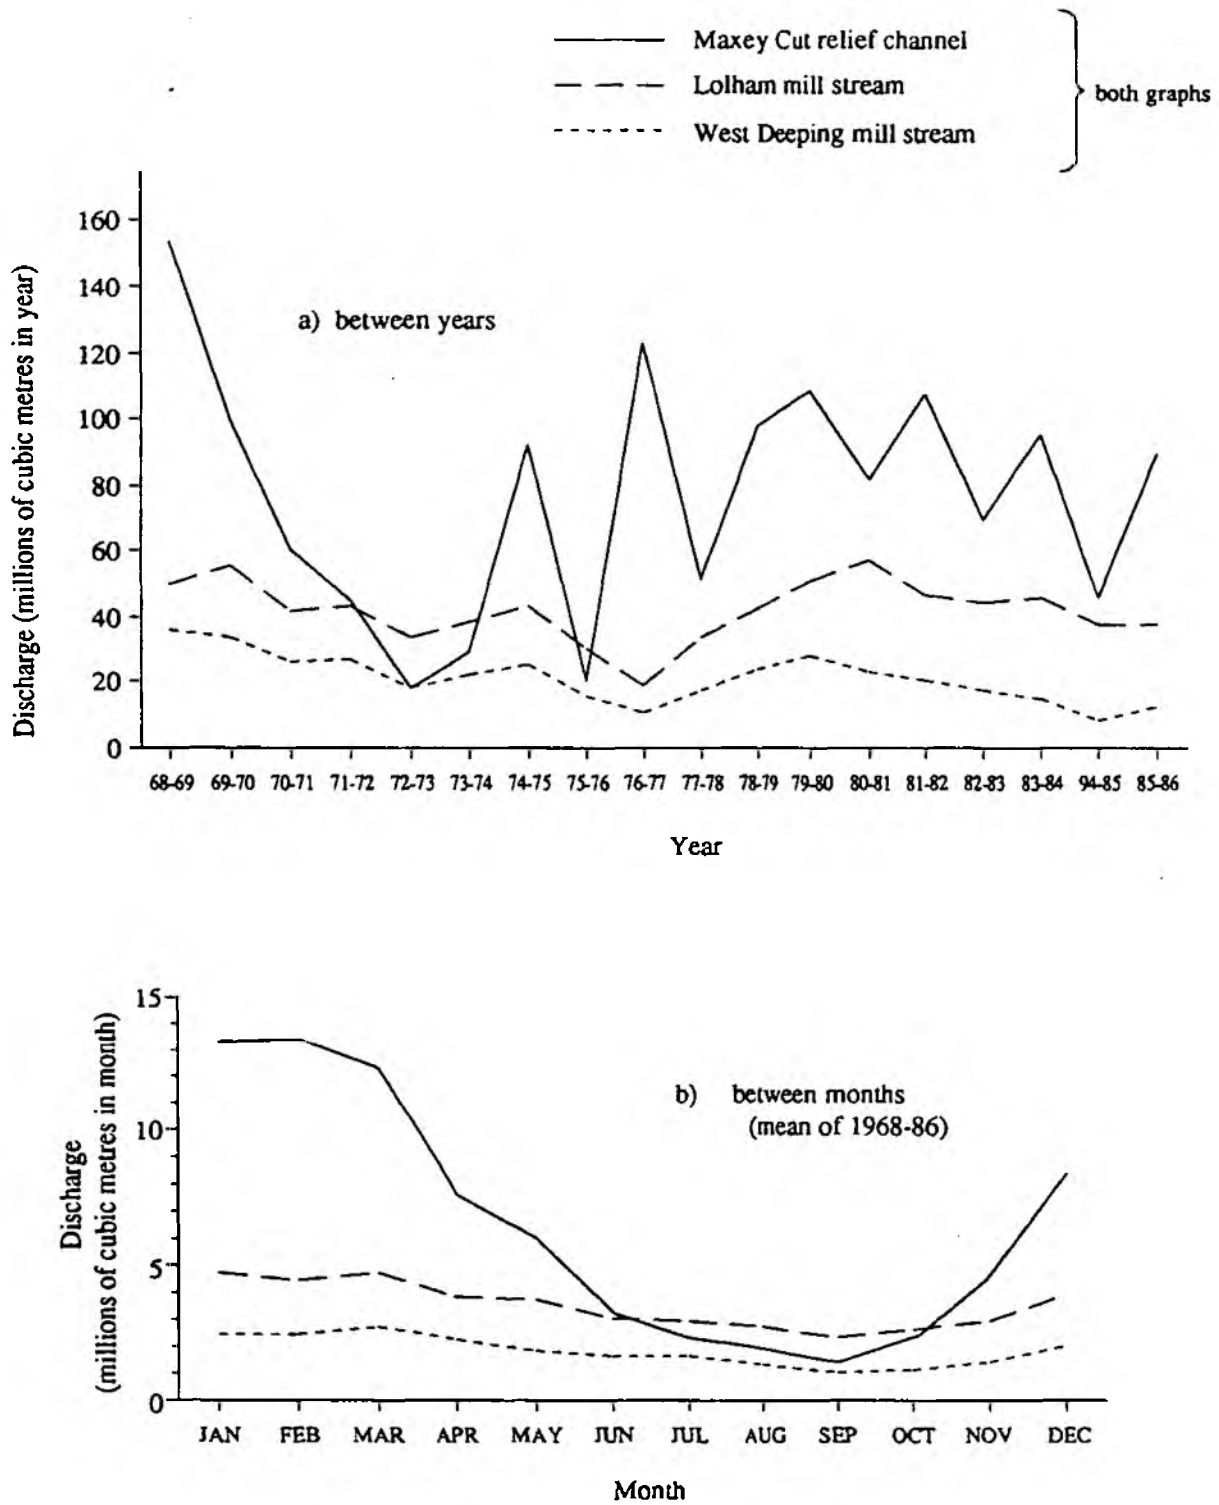 Maxey Cut relief channel
Lolham mill stream
West Deeping mill stream
both graphs
Discharge (millions of cubic metres in year)
160
140
120
100
80
60
40
20
0
a) between years
68-69 69-70 70-71 71-72 72-73 73-74 74-75 75-76 76-77 77-78 78-79 79-80 80-81 81-82 82-83 83-84 94-85 85-86
Year
Discharge
(millions of cubic metres in month)
15
10
5
0
b) between months
(mean of 1968-86)
JAN FEB MAR APR MAY JUN JUL AUG SEP OCT NOV DEC
Month